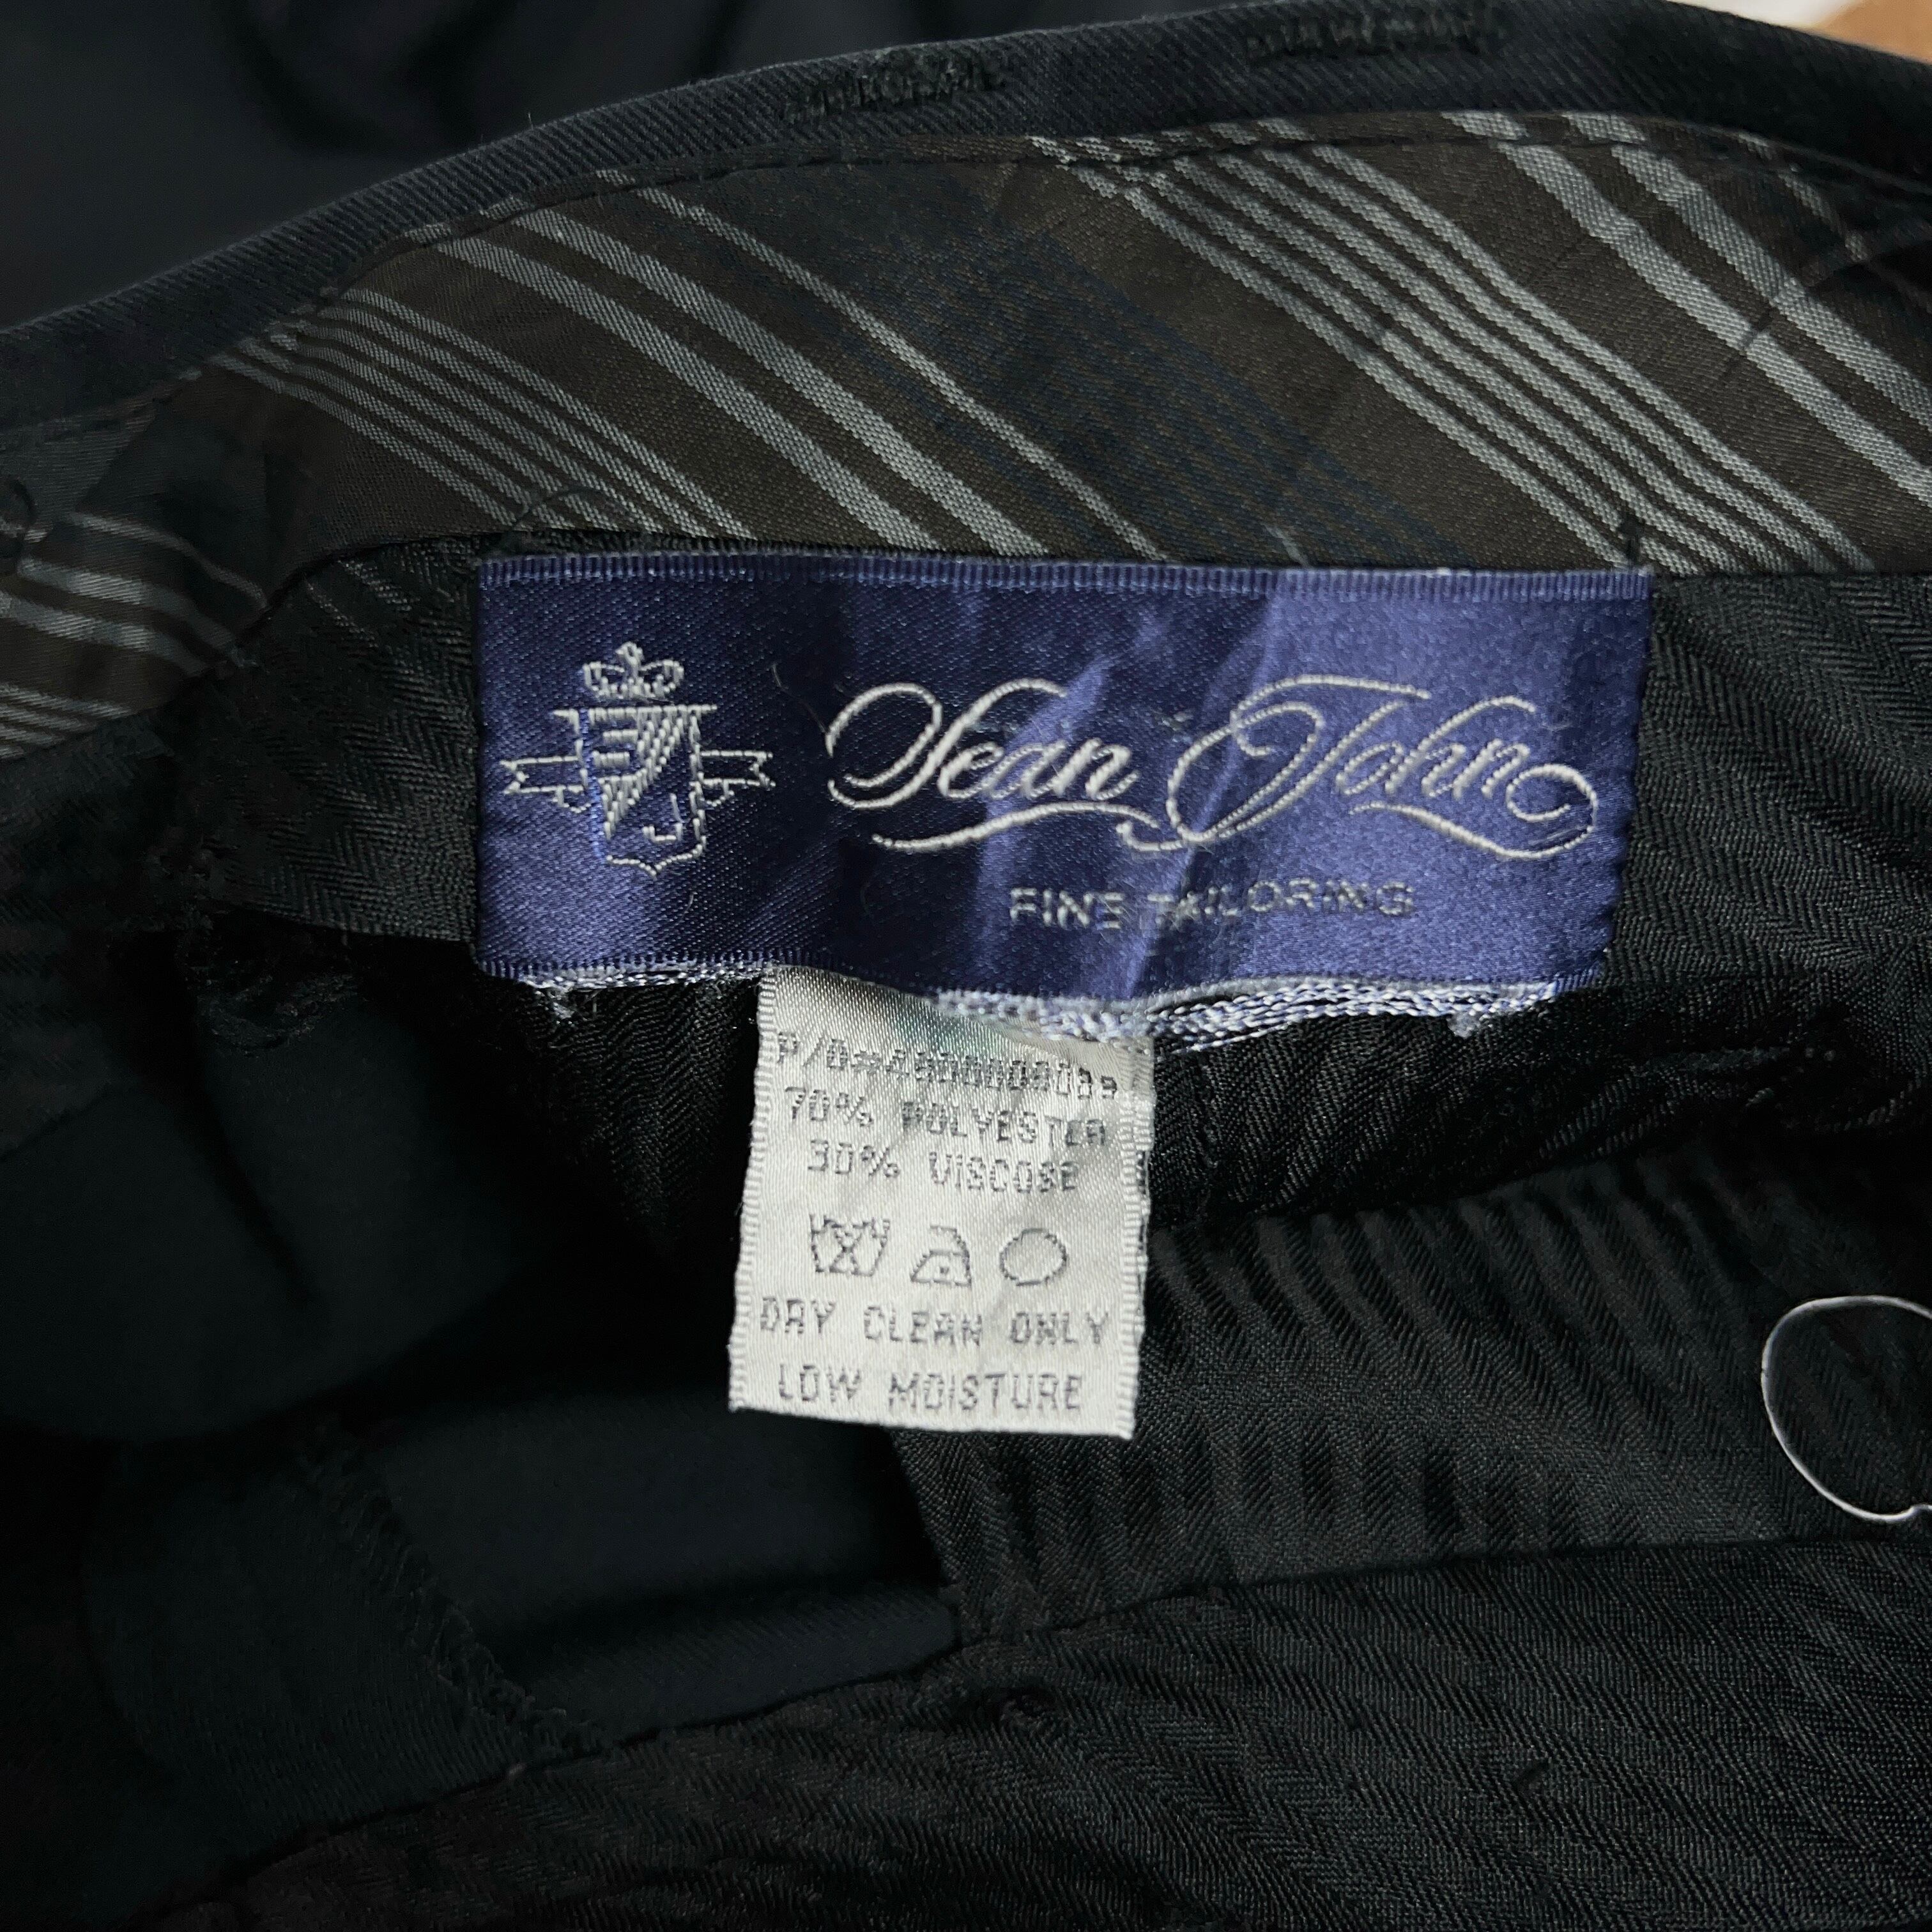 Sean John
FINE TAILORING
70% POLYESTER
30% VISCOSE
DRY CLEAN ONLY
LOW MOISTURE